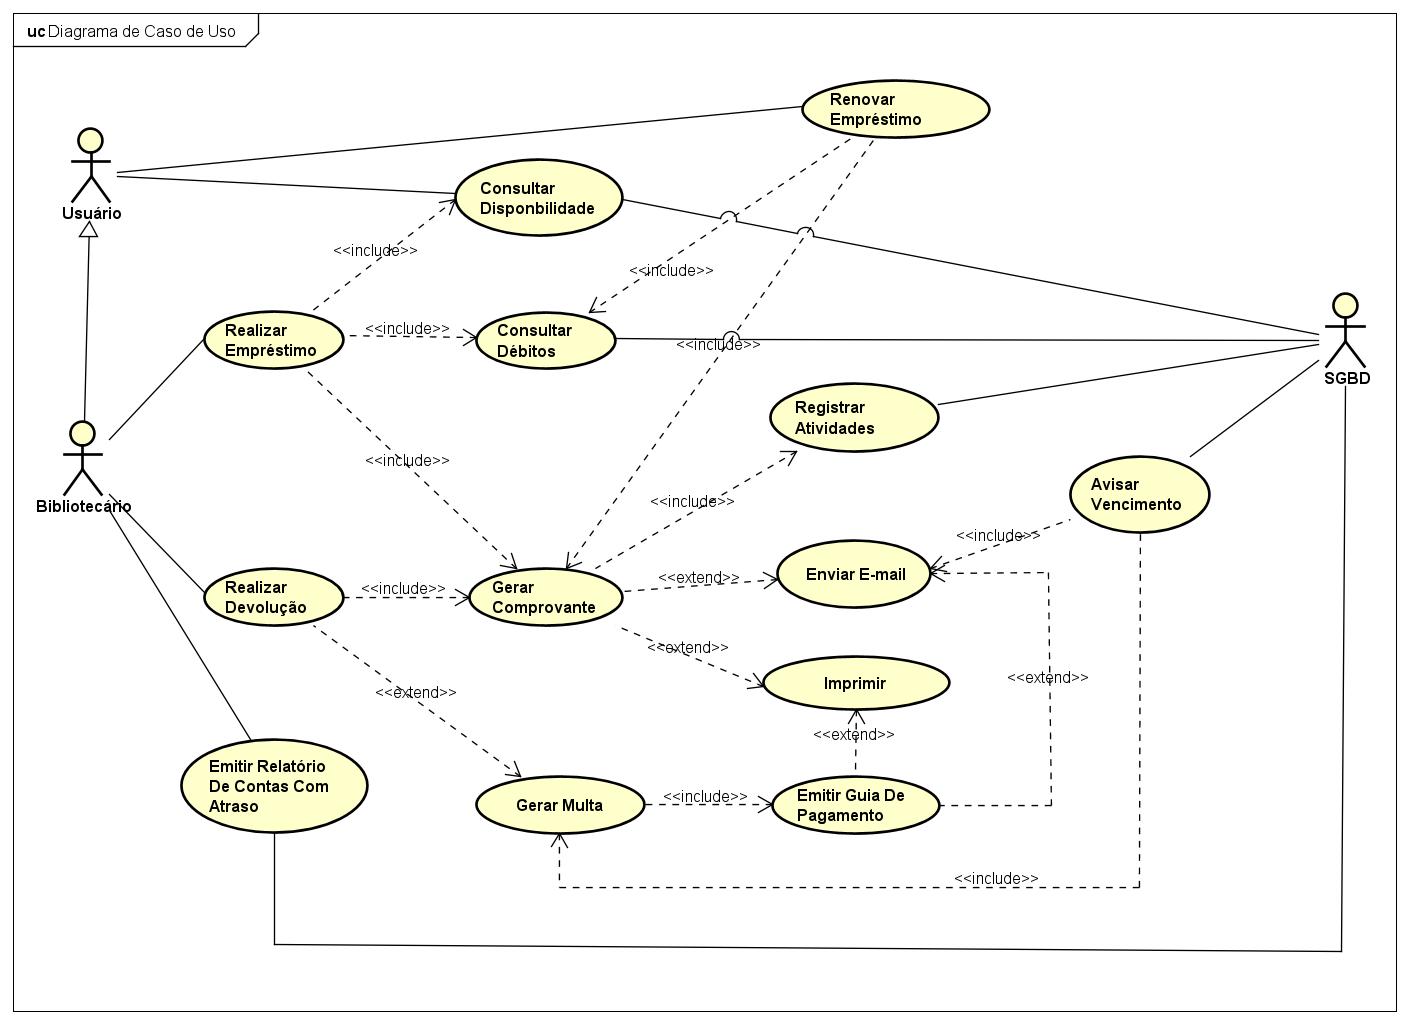 uc Diagrama de Caso de Uso
Renovar
Empréstimo
Usuário
Consultar
Disponbilidade
<<include>>
<<include>>
Realizar
Empréstimo
<<include>>
Consultar
Débitos
<<include>>
SGBD
Registrar
Atividades
<<include>>
Bibliotecário
<<include>>
Avisar
Vencimento
<<include>>
Realizar
Devolução
<<include>>
Gerar
Comprovante
<<extend>>
Enviar E-mail
<<extend>>
Imprimir
<<extend>>
<<extend>>
<<extend>>
Emitir Relatório
De Contas Com
Atraso
Gerar Multa
<<include>>
Emitir Guia De
Pagamento
<<include>>